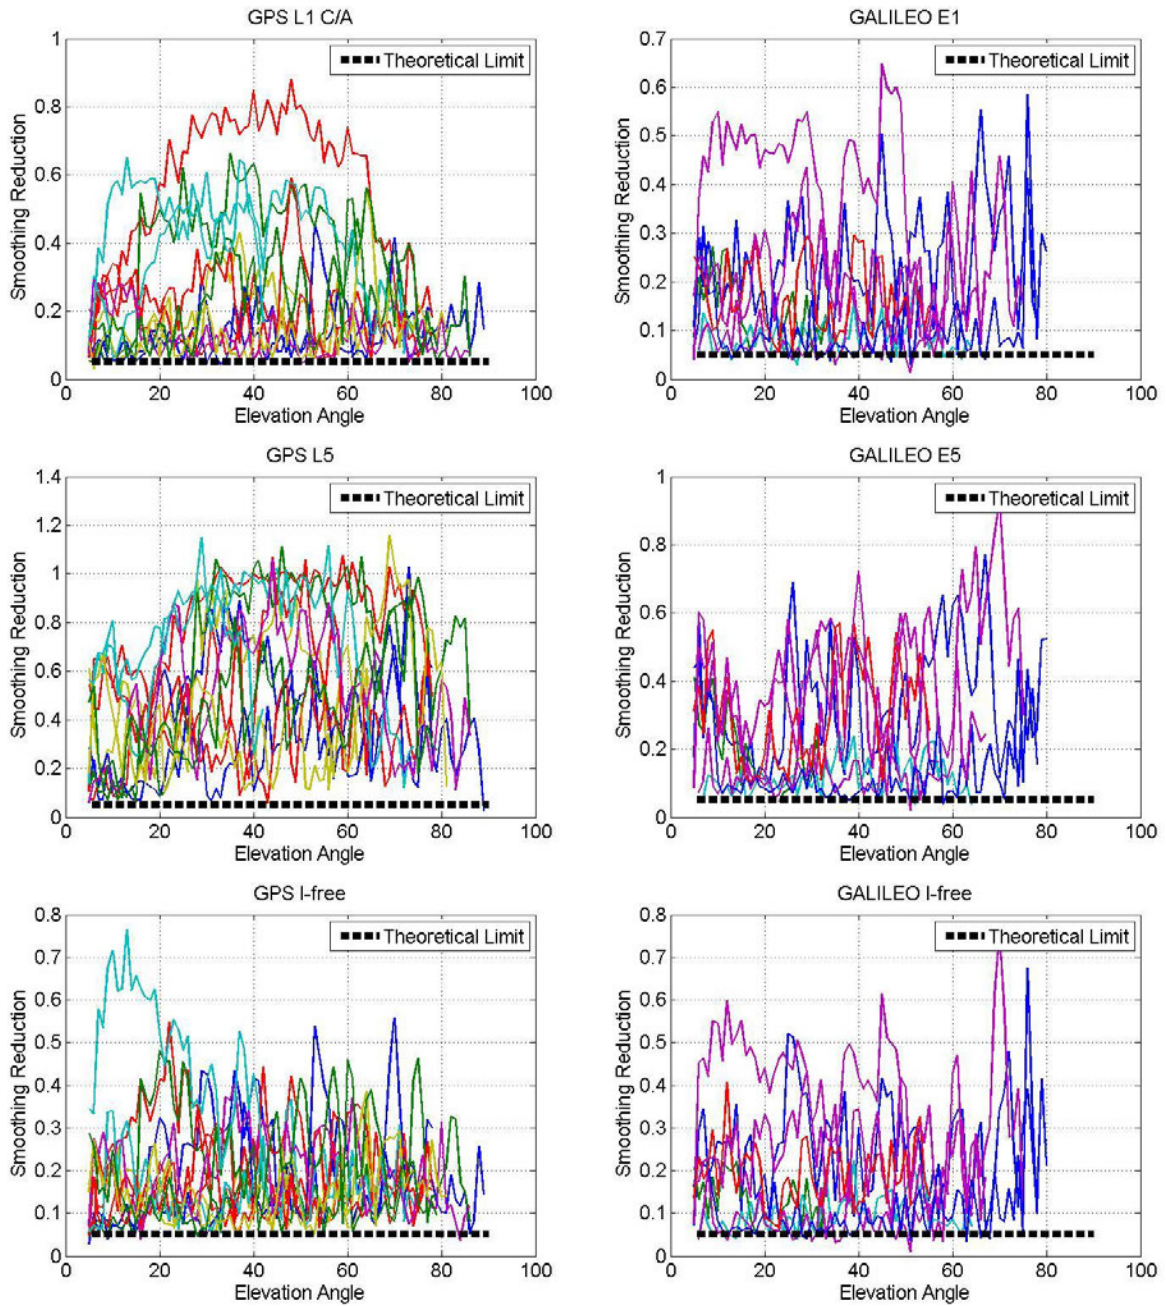 GPS L1 C/A
1
0.8
0.6
0.4
0.2
0
0 20 40 60 80 100
Smoothing Reduction
Elevation Angle
Theoretical Limit
GALILEO E1
0.7
0.6
0.5
0.4
0.3
0.2
0.1
0
0 20 40 60 80 100
Smoothing Reduction
Elevation Angle
Theoretical Limit
GPS L5
1.4
1.2
1
0.8
0.6
0.4
0.2
0
0 20 40 60 80 100
Smoothing Reduction
Elevation Angle
Theoretical Limit
GALILEO E5
1
0.8
0.6
0.4
0.2
0
0 20 40 60 80 100
Smoothing Reduction
Elevation Angle
Theoretical Limit
GPS I-free
0.8
0.7
0.6
0.5
0.4
0.3
0.2
0.1
0
0 20 40 60 80 100
Smoothing Reduction
Elevation Angle
Theoretical Limit
GALILEO I-free
0.8
0.7
0.6
0.5
0.4
0.3
0.2
0.1
0
0 20 40 60 80 100
Smoothing Reduction
Elevation Angle
Theoretical Limit